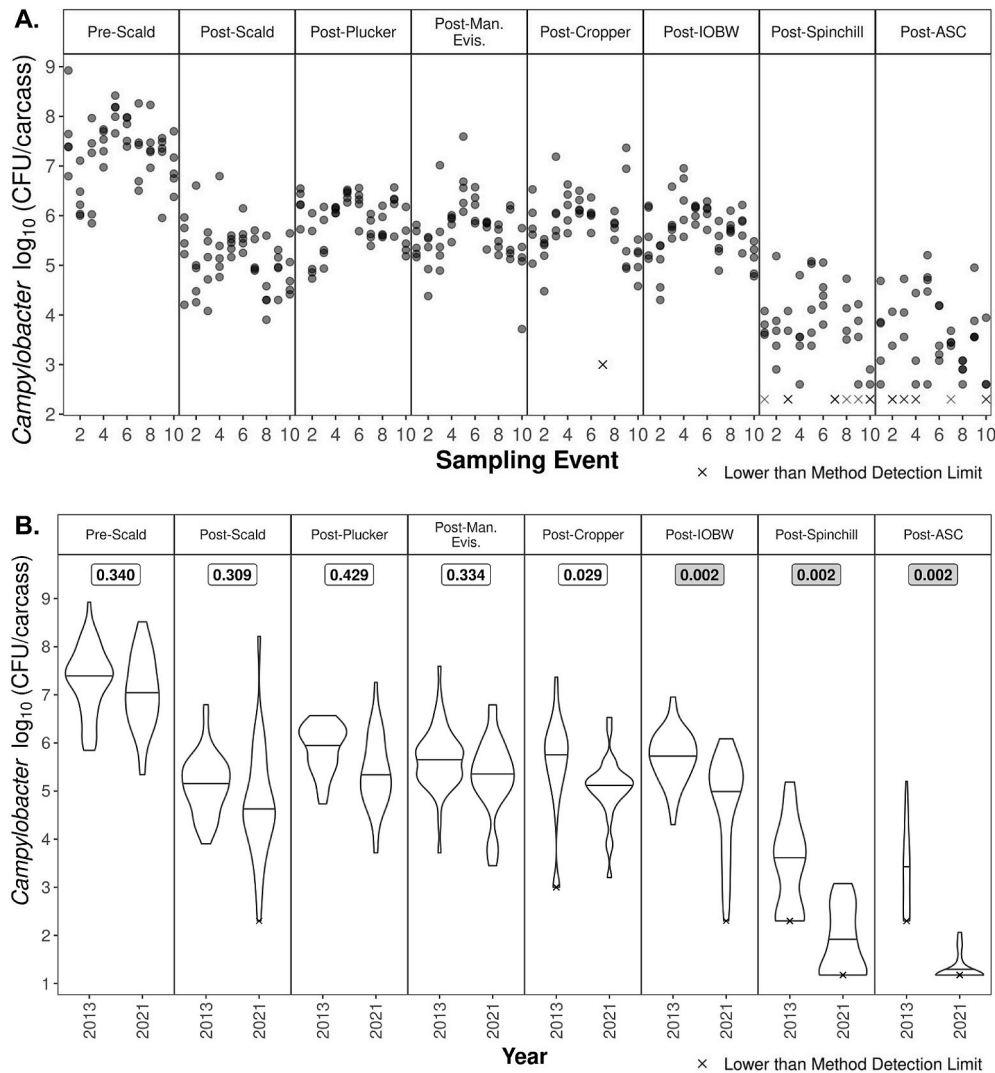 A.
Pre-Scald Post-Scald Post-Plucker Post-Man. Evis. Post-Cropper Post-IOBW Post-Spinchill Post-ASC
Campylobacter log10 (CFU/carcass)
9
8
7
6
5
4
3
2
2 4 6 8 10 2 4 6 8 10 2 4 6 8 10 2 4 6 8 10 2 4 6 8 10 2 4 6 8 10 2 4 6 8 10 2 4 6 8 10
Sampling Event
× Lower than Method Detection Limit
B.
Pre-Scald Post-Scald Post-Plucker Post-Man. Evis. Post-Cropper Post-IOBW Post-Spinchill Post-ASC
0.340 0.309 0.429 0.334 0.029 0.002 0.002 0.002
Campylobacter log10 (CFU/carcass)
9
8
7
6
5
4
3
2
1
2013 2021 2013 2021 2013 2021 2013 2021 2013 2021 2013 2021 2013 2021 2013 2021
Year
× Lower than Method Detection Limit